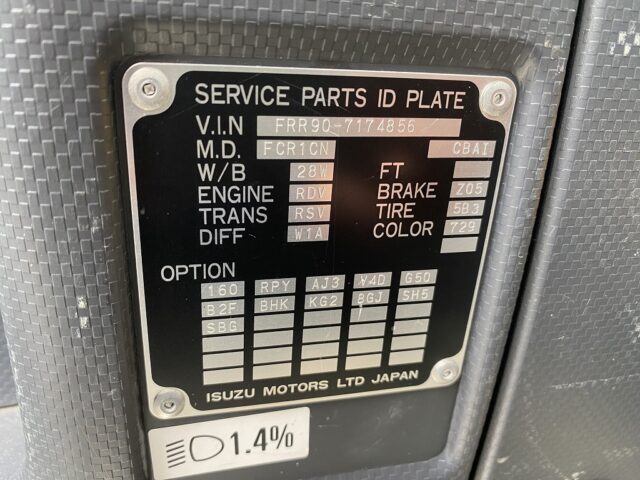 SERVICE PARTS ID PLATE
V.I.N FRR90-7174856
M.D. FCR1CN CBAI
W/B 28W FT
ENGINE RDV BRAKE Z05
TRANS RSV TIRE 5B3
DIFF W1A COLOR 729
OPTION
160 RPY AJ3 V4D G50
B2F BHK KG2 8GJ SH5
SBG
ISUZU MOTORS LTD JAPAN
1.4%